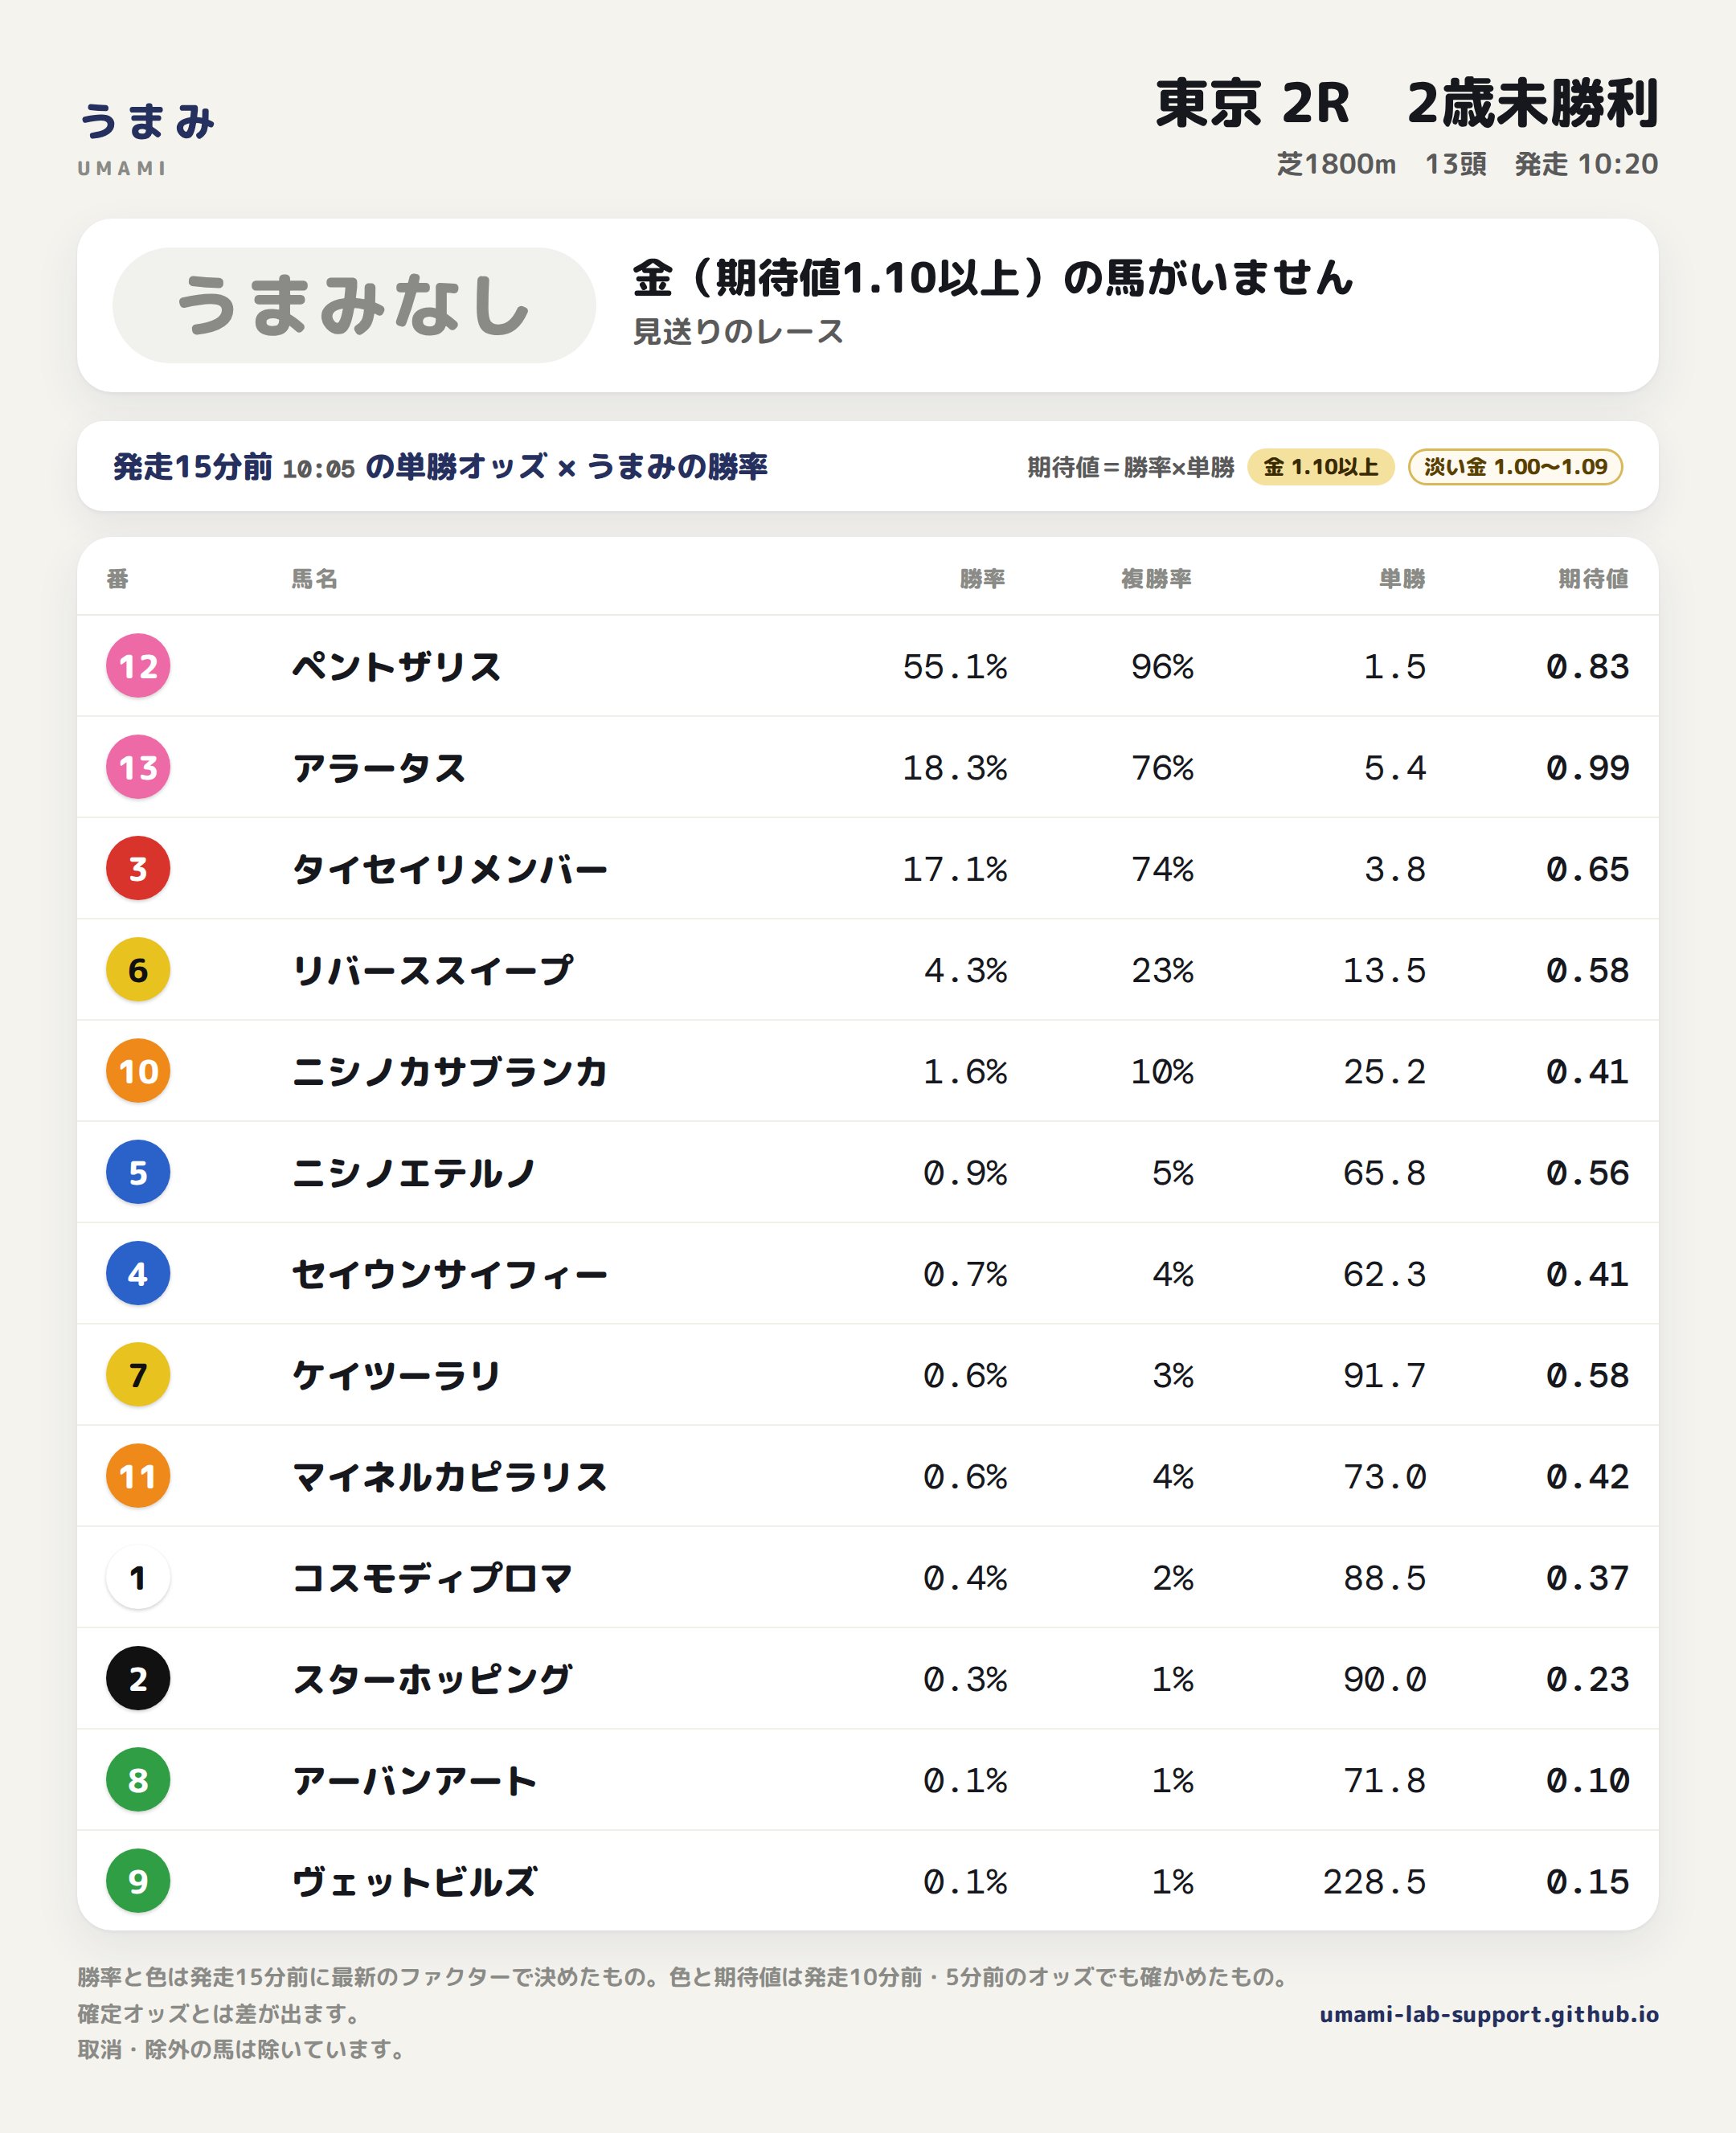 うまみ
UMAMI
東京 2R　2歳未勝利
芝1800m　13頭　発走 10:20
うまみなし
金（期待値1.10以上）の馬がいません
見送りのレース
発走15分前 10:05 の単勝オッズ × うまみの勝率
期待値＝勝率×単勝 金 1.10以上 淡い金 1.00〜1.09
番 馬名 勝率 複勝率 単勝 期待値
12 ペントザリス 55.1% 96% 1.5 0.83
13 アラータス 18.3% 76% 5.4 0.99
3 タイセイリメンバー 17.1% 74% 3.8 0.65
6 リバーススイープ 4.3% 23% 13.5 0.58
10 ニシノカサブランカ 1.6% 10% 25.2 0.41
5 ニシノエテルノ 0.9% 5% 65.8 0.56
4 セイウンサイフィー 0.7% 4% 62.3 0.41
7 ケイツーラリ 0.6% 3% 91.7 0.58
11 マイネルカピラリス 0.6% 4% 73.0 0.42
1 コスモディプロマ 0.4% 2% 88.5 0.37
2 スターホッピング 0.3% 1% 90.0 0.23
8 アーバンアート 0.1% 1% 71.8 0.10
9 ヴェットビルズ 0.1% 1% 228.5 0.15
勝率と色は発走15分前に最新のファクターで決めたもの。色と期待値は発走10分前・5分前のオッズでも確かめたもの。
確定オッズとは差が出ます。
取消・除外の馬は除いています。
umami-lab-support.github.io